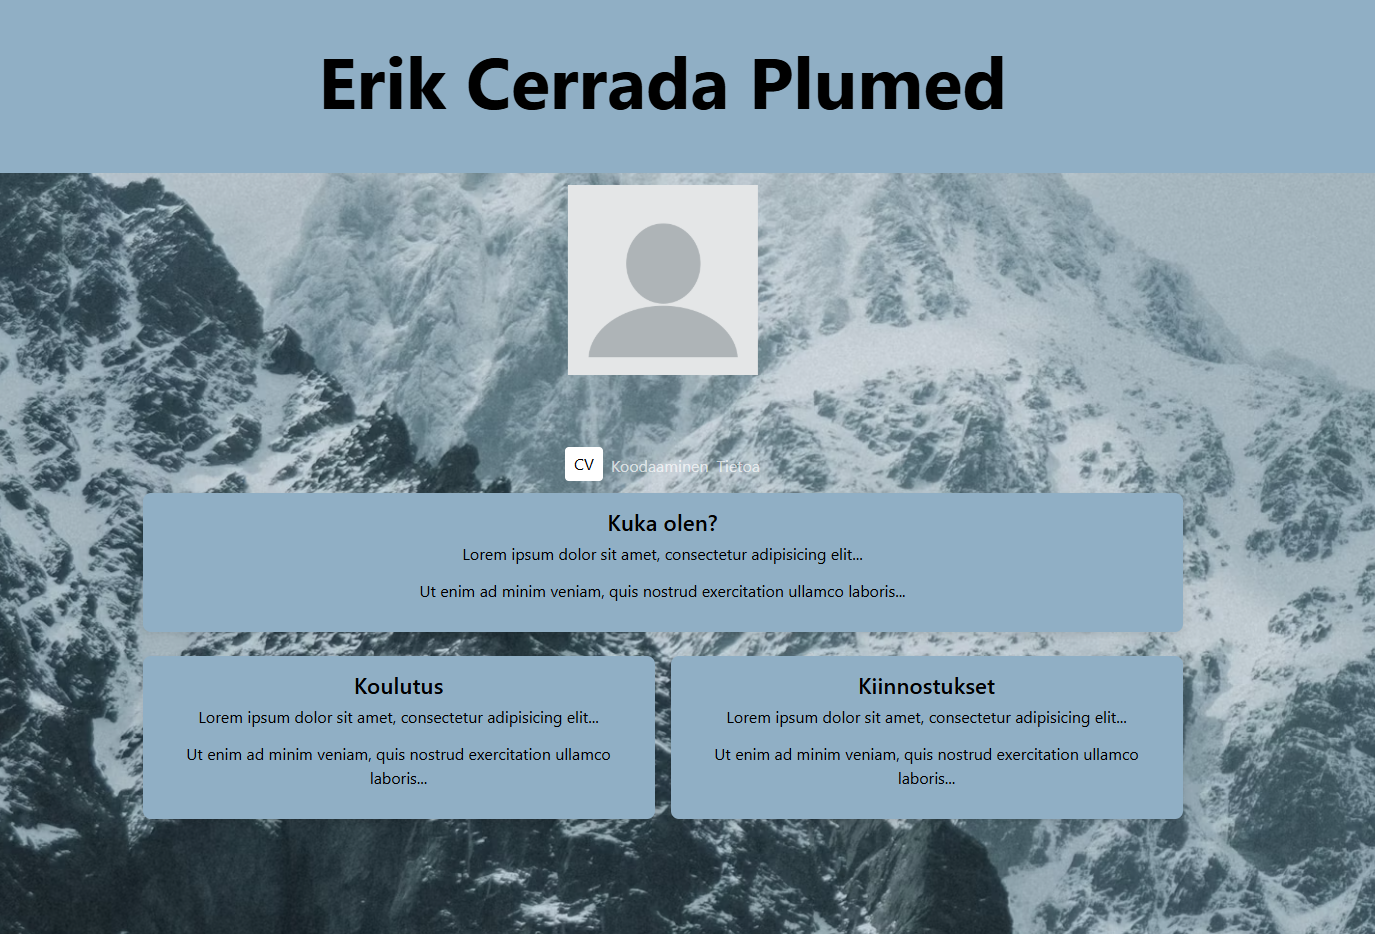 Erik Cerrada Plumed
CV Koodaaminen Tietoa
Kuka olen?
Lorem ipsum dolor sit amet, consectetur adipisicing elit...
Ut enim ad minim veniam, quis nostrud exercitation ullamco laboris...
Koulutus
Lorem ipsum dolor sit amet, consectetur adipisicing elit...
Ut enim ad minim veniam, quis nostrud exercitation ullamco
laboris...
Kiinnostukset
Lorem ipsum dolor sit amet, consectetur adipisicing elit...
Ut enim ad minim veniam, quis nostrud exercitation ullamco
laboris...